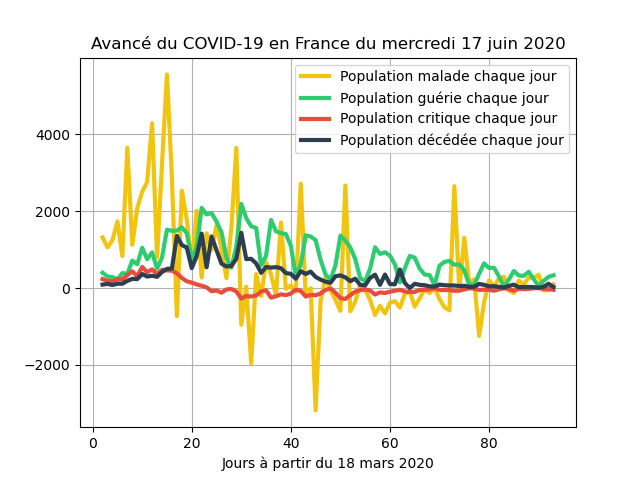 Avancé du COVID-19 en France du mercredi 17 juin 2020
Population malade chaque jour
Population guérie chaque jour
Population critique chaque jour
Population décédée chaque jour
4000
2000
0
−2000
0 20 40 60 80
Jours à partir du 18 mars 2020